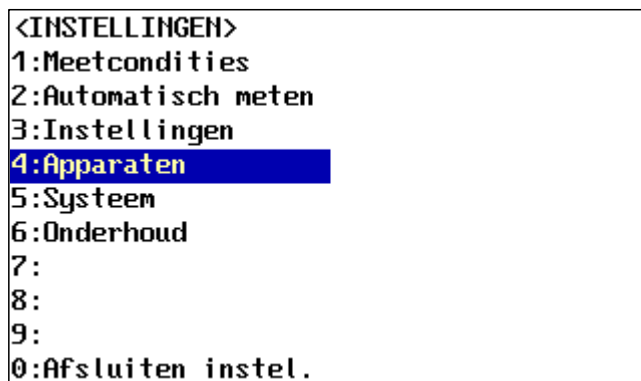 <INSTELLINGEN>
1:Meetcondities
2:Automatisch meten
3:Instellingen
4:Apparaten
5:Systeem
6:Onderhoud
7:
8:
9:
0:Afsluiten instel.